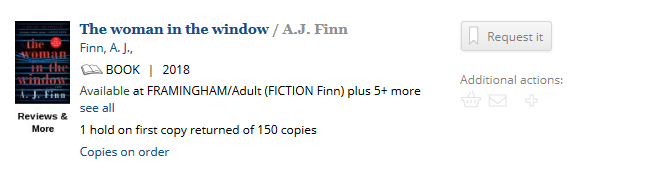 the
woman
in the
window
A. J. Finn
Reviews &
More
The woman in the window / A.J. Finn
Finn, A. J.,
BOOK | 2018
Available at FRAMINGHAM/Adult (FICTION Finn) plus 5+ more
see all
1 hold on first copy returned of 150 copies
Copies on order
Request it
Additional actions: